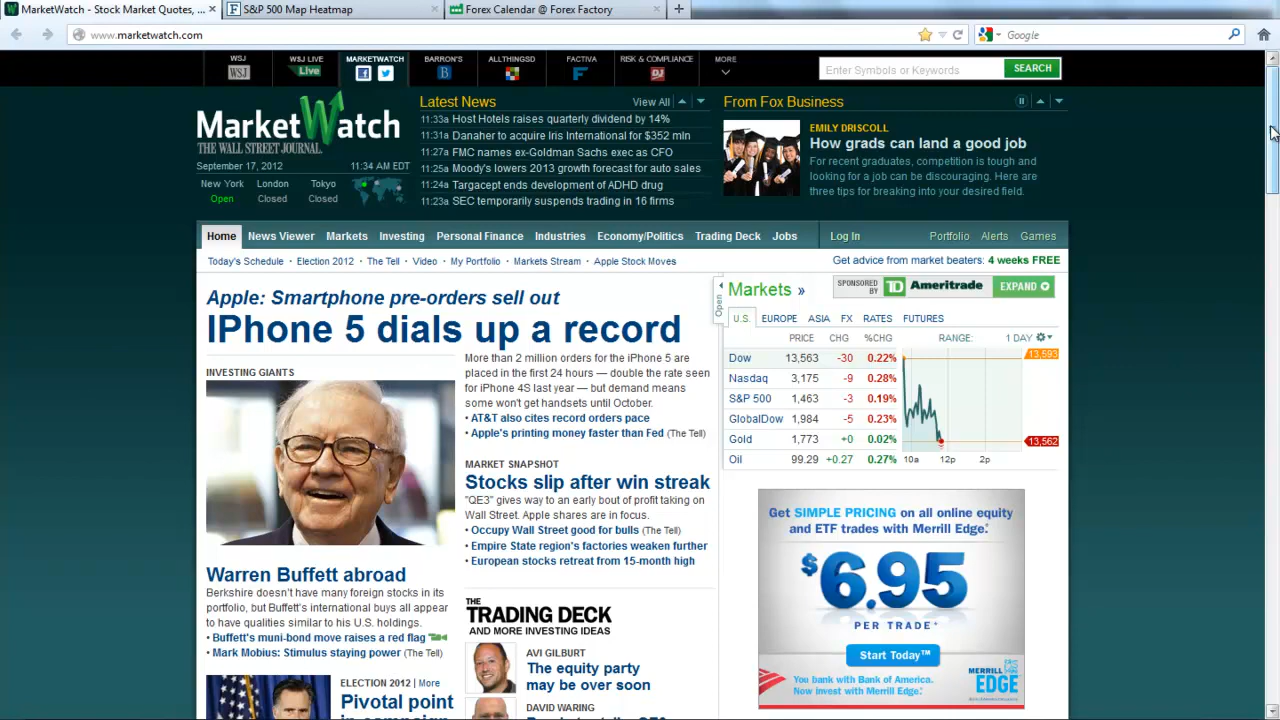 MarketWatch - Stock Market Quotes, ...
S&P 500 Map Heatmap
Forex Calendar @ Forex Factory
www.marketwatch.com
Google
WSJ
WSJ LIVE
MARKETWATCH
BARRON'S
ALLTHINGSD
FACTIVA
RISK & COMPLIANCE
MORE
WSJ
Live
B
F
DJ
Enter Symbols or Keywords
SEARCH
MarketWatch
THE WALL STREET JOURNAL.
September 17, 2012
11:34 AM EDT
New York
London
Tokyo
Open
Closed
Closed
Latest News
View All
11:33a Host Hotels raises quarterly dividend by 14%
11:31a Danaher to acquire Iris International for $352 mln
11:27a FMC names ex-Goldman Sachs exec as CFO
11:25a Moody's lowers 2013 growth forecast for auto sales
11:24a Targacept ends development of ADHD drug
11:23a SEC temporarily suspends trading in 16 firms
From Fox Business
EMILY DRISCOLL
How grads can land a good job
For recent graduates, competition is tough and
looking for a job can be discouraging. Here are
three tips for breaking into your desired field.
Home
News Viewer
Markets
Investing
Personal Finance
Industries
Economy/Politics
Trading Deck
Jobs
Log In
Portfolio
Alerts
Games
Today's Schedule
Election 2012
The Tell
Video
My Portfolio
Markets Stream
Apple Stock Moves
Get advice from market beaters: 4 weeks FREE
Apple: Smartphone pre-orders sell out
IPhone 5 dials up a record
INVESTING GIANTS
More than 2 million orders for the iPhone 5 are
placed in the first 24 hours — double the rate seen
for iPhone 4S last year — but demand means
some won't get handsets until October.
• AT&T also cites record orders pace
• Apple's printing money faster than Fed (The Tell)
MARKET SNAPSHOT
Stocks slip after win streak
"QE3" gives way to an early bout of profit taking on
Wall Street. Apple shares are in focus.
• Occupy Wall Street good for bulls (The Tell)
• Empire State region's factories weaken further
• European stocks retreat from 15-month high
Warren Buffett abroad
Berkshire doesn't have many foreign stocks in its
portfolio, but Buffett's international buys all appear
to have qualities similar to his U.S. holdings.
• Buffett's muni-bond move raises a red flag
• Mark Mobius: Stimulus staying power (The Tell)
ELECTION 2012 | More
Pivotal point
THE
TRADING DECK
AND MORE INVESTING IDEAS
AVI GILBURT
The equity party
may be over soon
DAVID WARING
Open
Markets »
SPONSORED
BY
TD
Ameritrade
EXPAND
U.S.
EUROPE
ASIA
FX
RATES
FUTURES
PRICE CHG %CHG
RANGE: 1 DAY
Dow 13,563 -30 0.22%
Nasdaq 3,175 -9 0.28%
S&P 500 1,463 -3 0.19%
GlobalDow 1,984 -5 0.23%
Gold 1,773 +0 0.02%
Oil 99.29 +0.27 0.27%
13,593
13,562
10a 12p 2p
Get SIMPLE PRICING on all online equity
and ETF trades with Merrill Edge.
$6.95
PER TRADE*
Start Today™
You bank with Bank of America.
Now invest with Merrill Edge.
MERRILL
EDGE